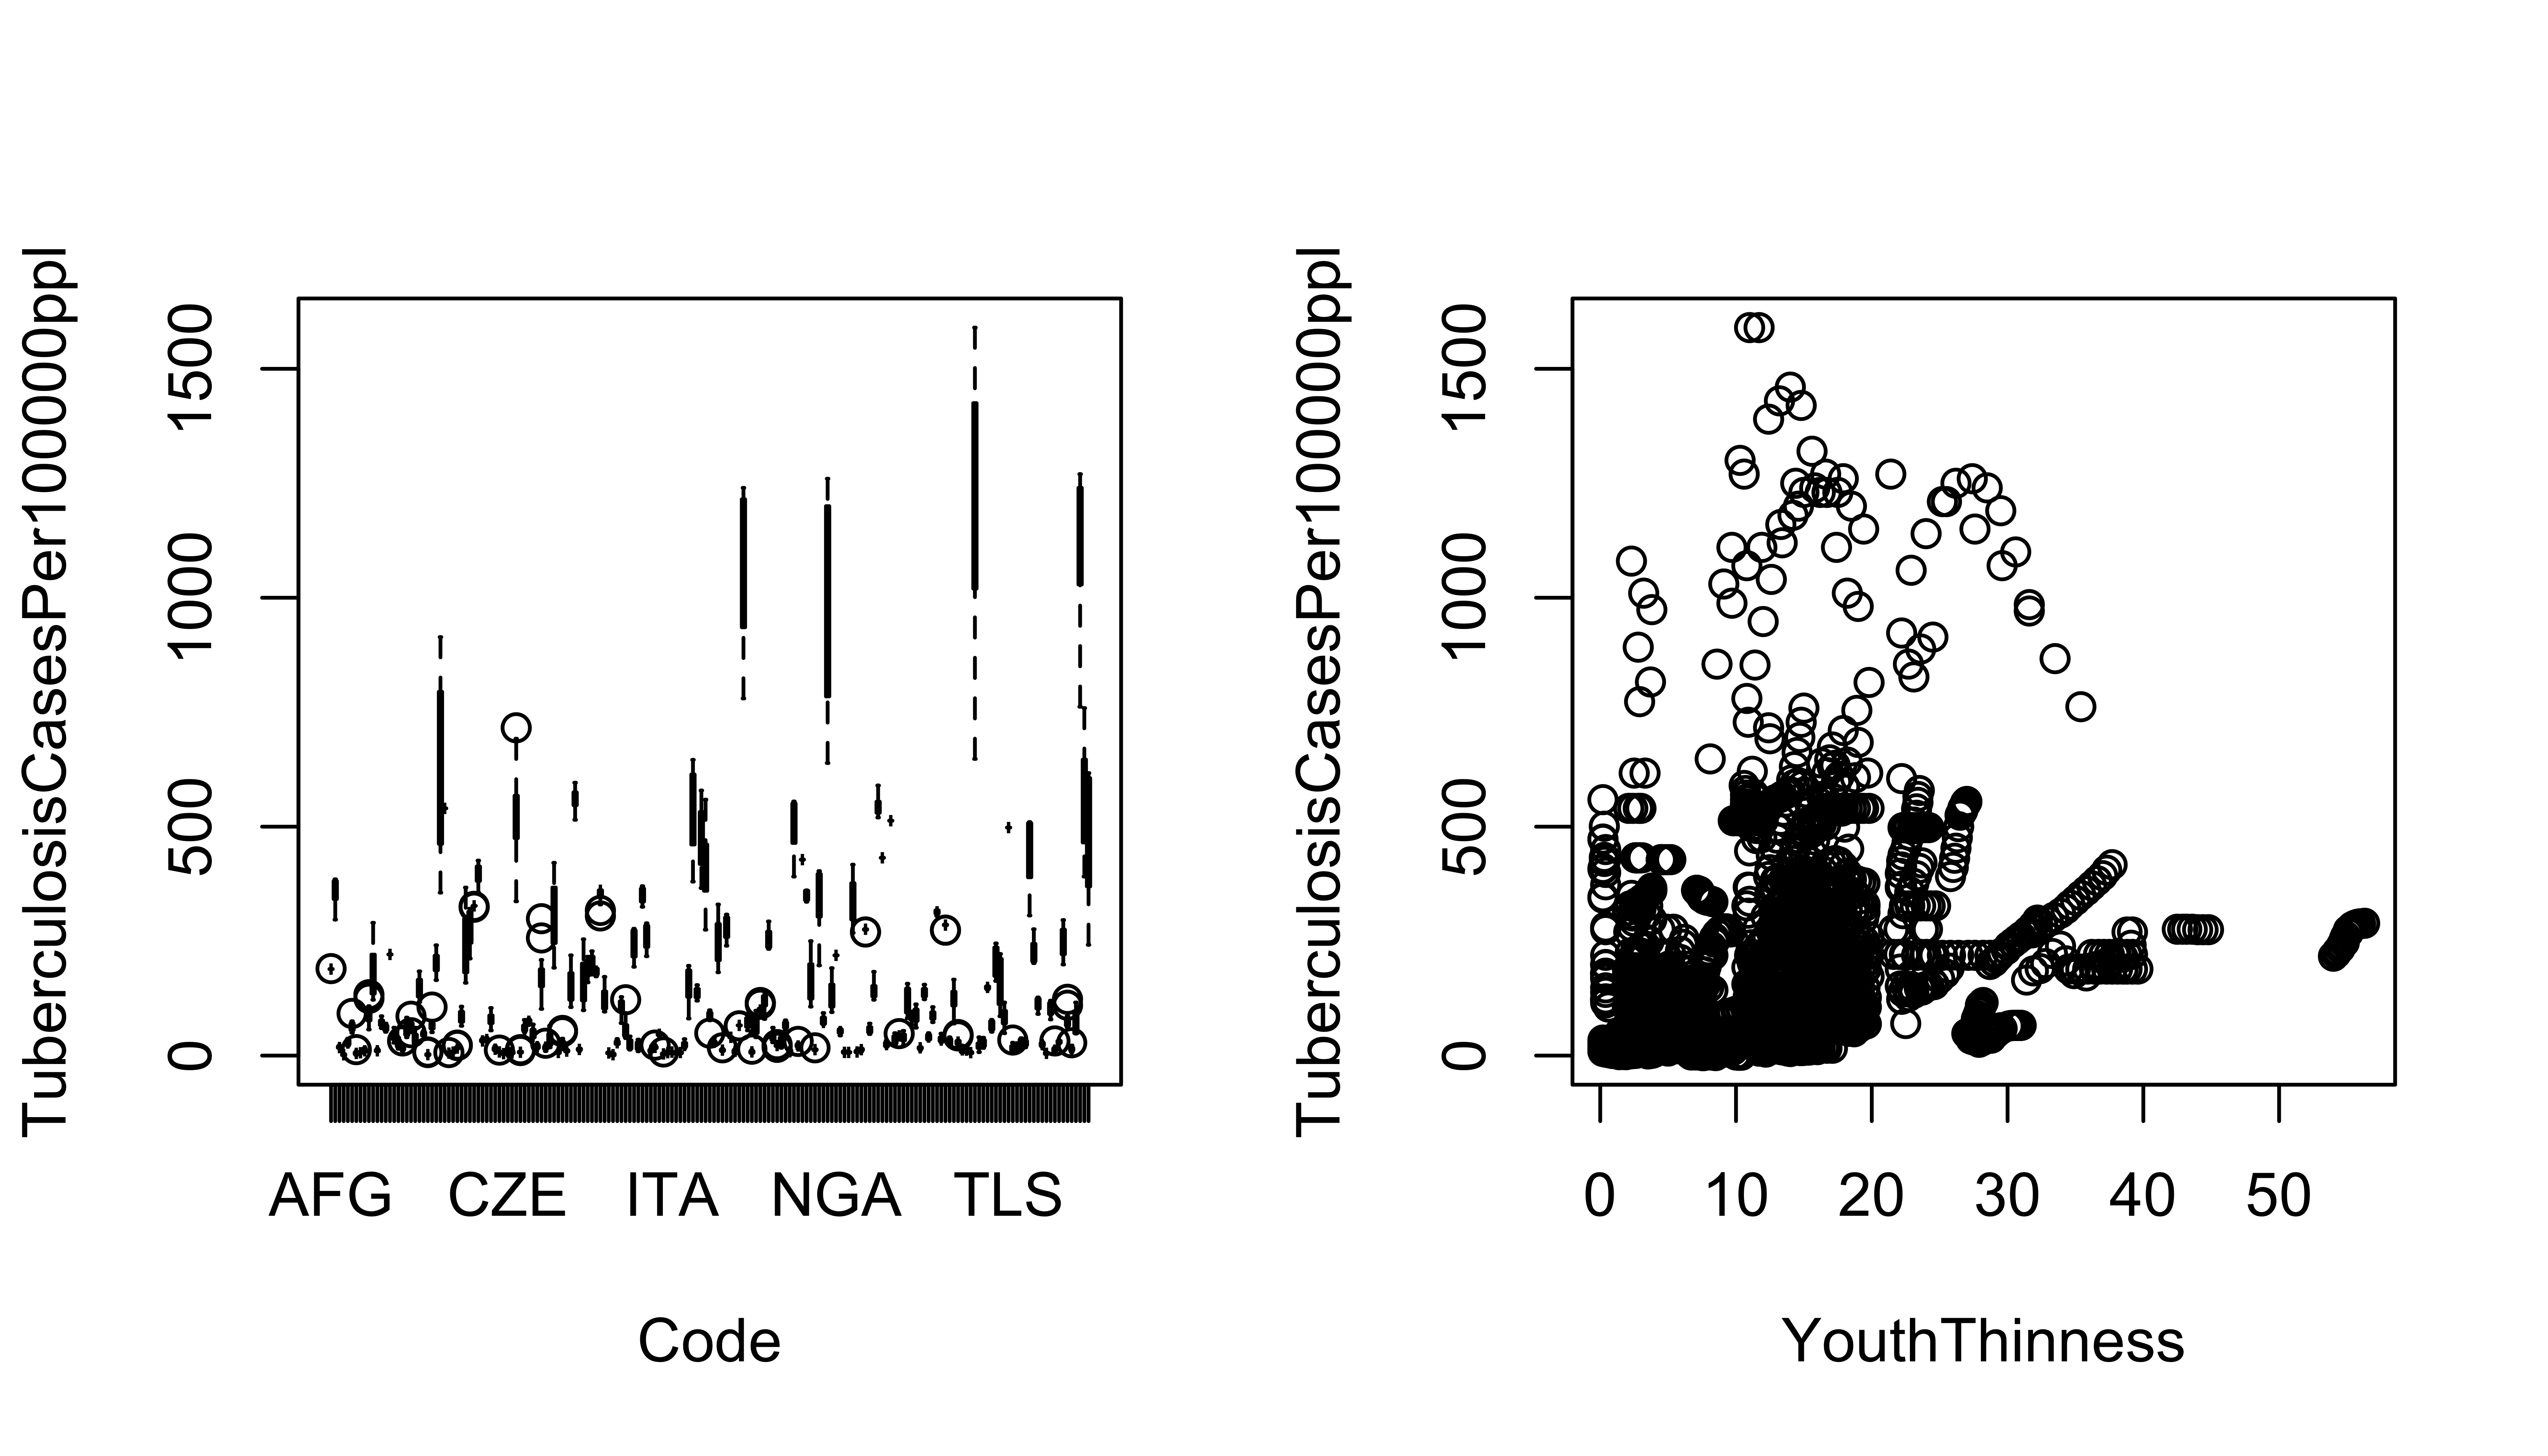 TuberculosisCasesPer100000ppl
1500
1000
500
0
AFG CZE ITA NGA TLS
Code
TuberculosisCasesPer100000ppl
1500
1000
500
0
0 10 20 30 40 50
YouthThinness